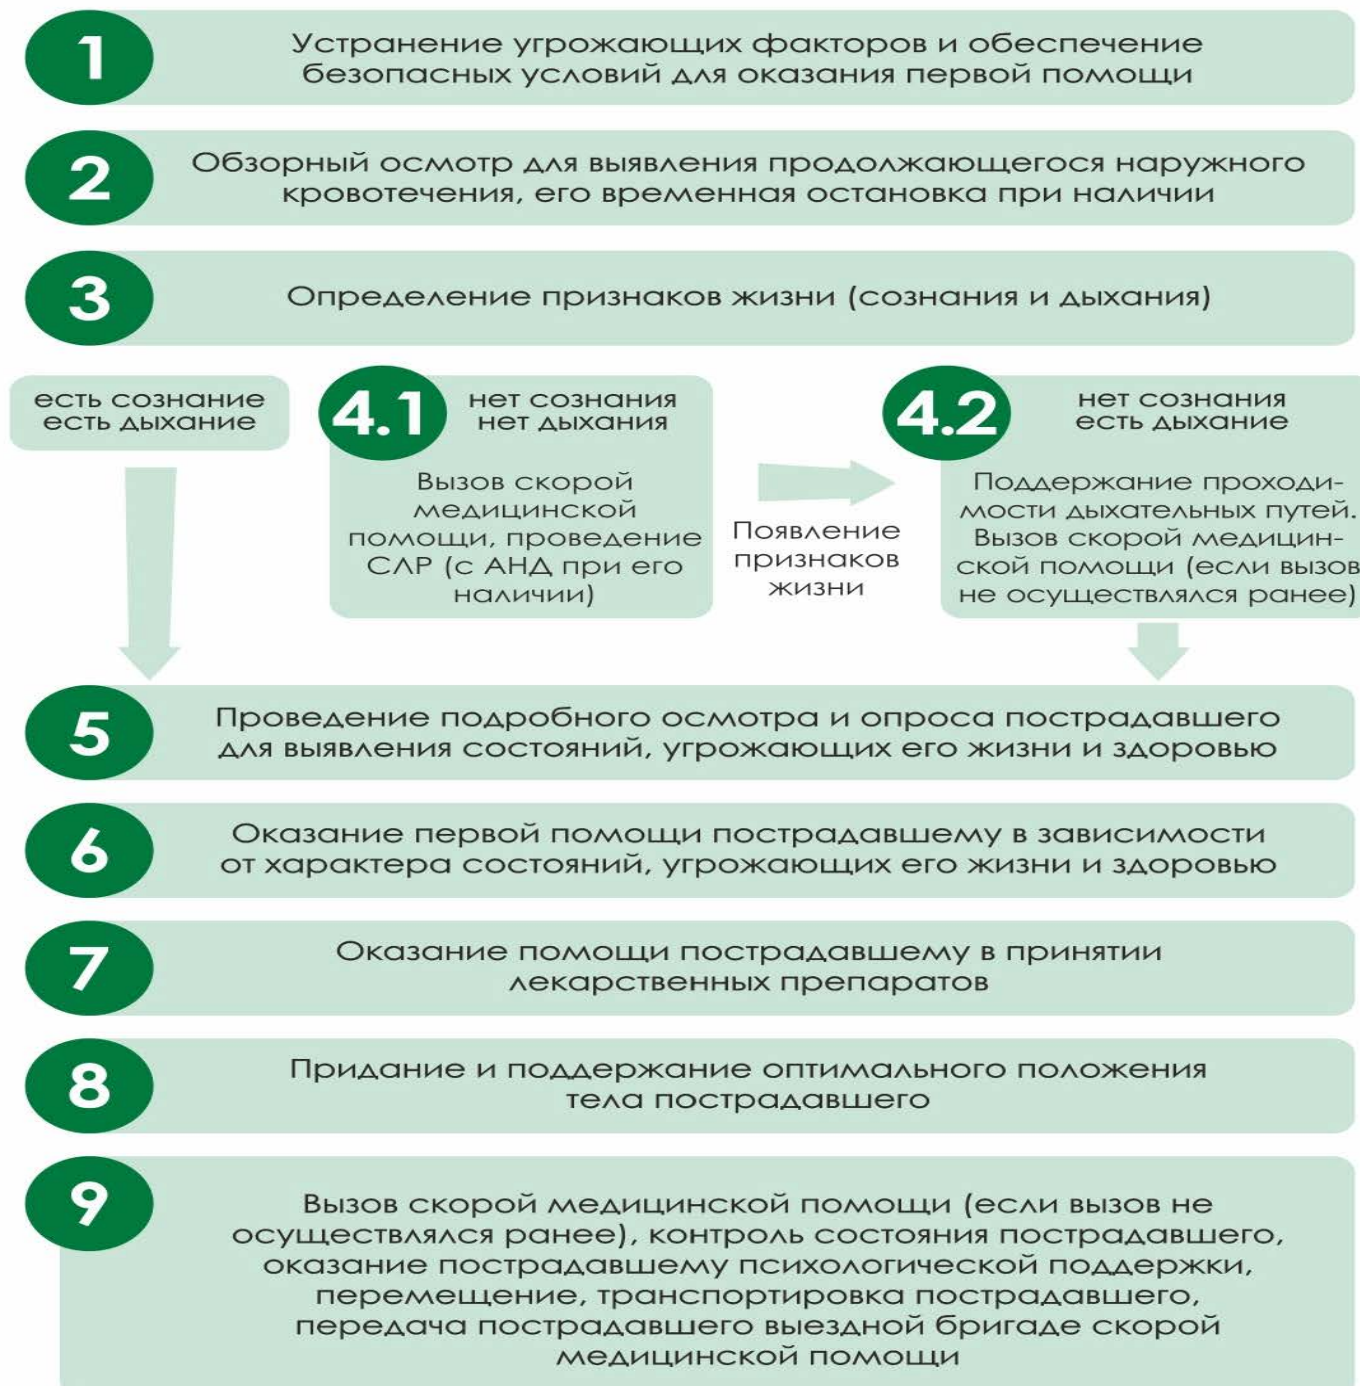 1
Устранение угрожающих факторов и обеспечение
безопасных условий для оказания первой помощи
2
Обзорный осмотр для выявления продолжающегося наружного
кровотечения, его временная остановка при наличии
3
Определение признаков жизни (сознания и дыхания)
есть сознание
есть дыхание
4.1
нет сознания
нет дыхания
Вызов скорой
медицинской
помощи, проведение
СЛР (с АНД при его
наличии)
Появление
признаков
жизни
4.2
нет сознания
есть дыхание
Поддержание проходи-
мости дыхательных путей.
Вызов скорой медицин-
ской помощи (если вызов
не осуществлялся ранее)
5
Проведение подробного осмотра и опроса пострадавшего
для выявления состояний, угрожающих его жизни и здоровью
6
Оказание первой помощи пострадавшему в зависимости
от характера состояний, угрожающих его жизни и здоровью
7
Оказание помощи пострадавшему в принятии
лекарственных препаратов
8
Придание и поддержание оптимального положения
тела пострадавшего
9
Вызов скорой медицинской помощи (если вызов не
осуществлялся ранее), контроль состояния пострадавшего,
оказание пострадавшему психологической поддержки,
перемещение, транспортировка пострадавшего,
передача пострадавшего выездной бригаде скорой
медицинской помощи